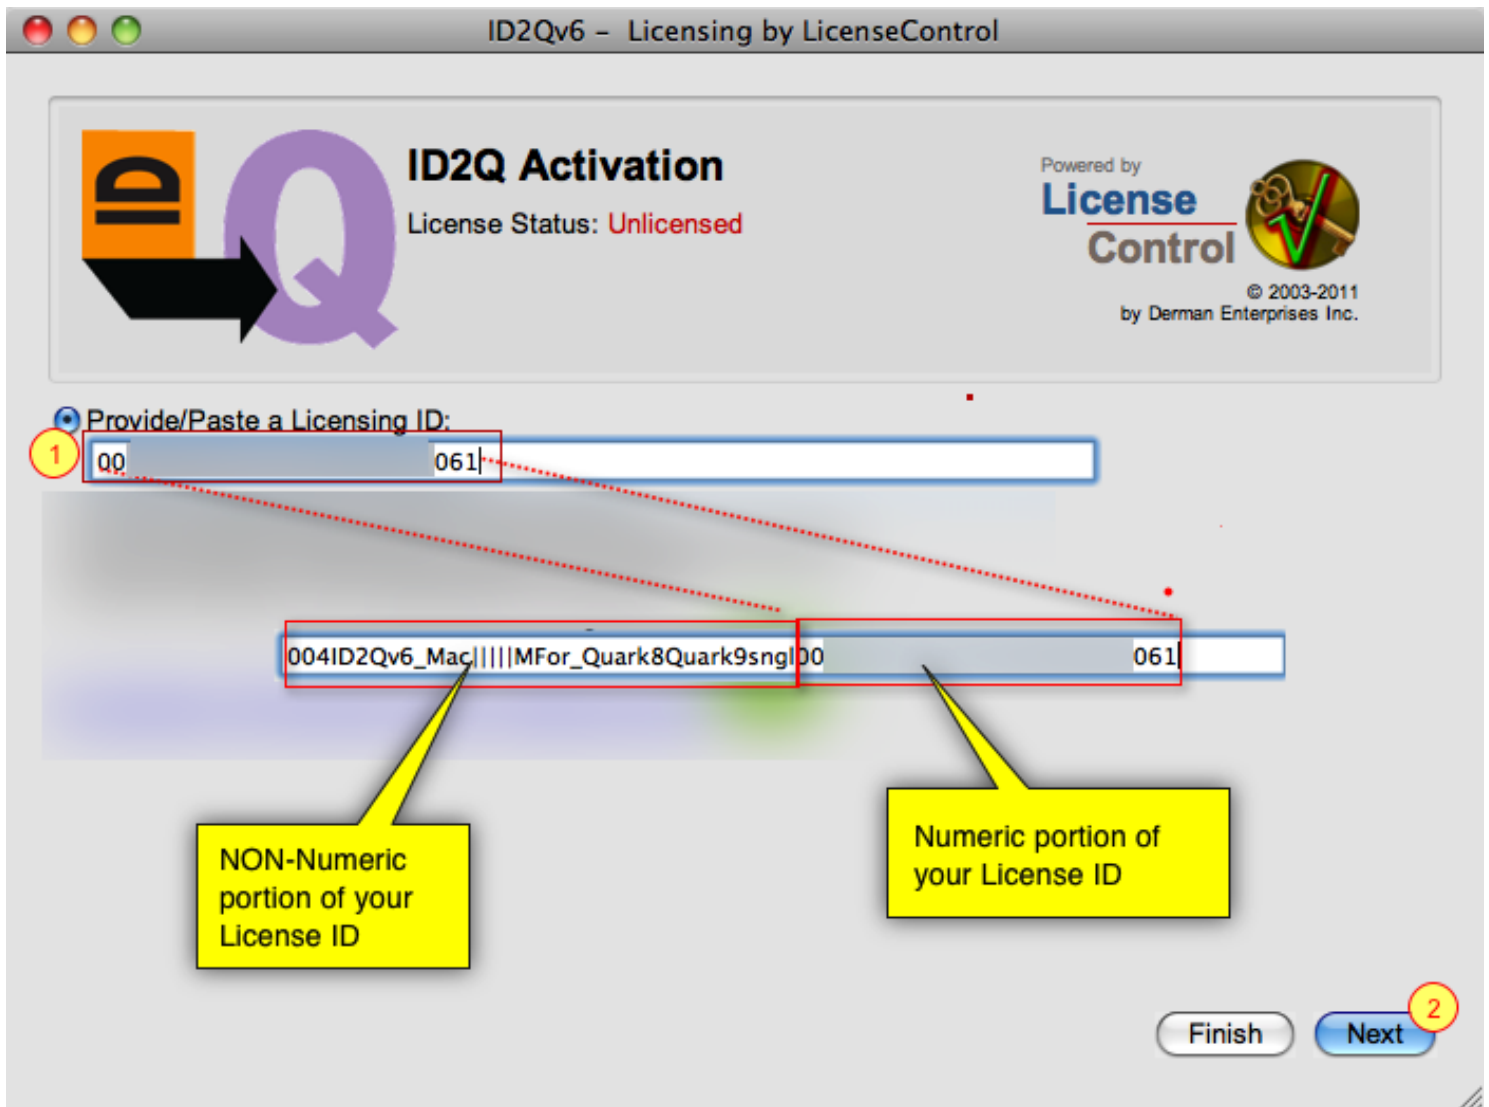 ID2Qv6 – Licensing by LicenseControl
ID
Q
ID2Q Activation
License Status: Unlicensed
Powered by
License
Control
© 2003-2011
by Derman Enterprises Inc.
Provide/Paste a Licensing ID:
1
00 061
004ID2Qv6_Mac|||||MFor_Quark8Quark9sngl00 061
NON-Numeric
portion of your
License ID
Numeric portion of
your License ID
2
Finish Next